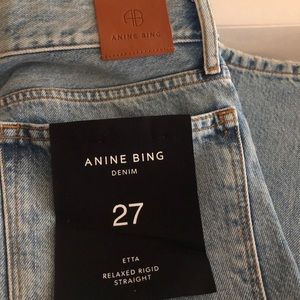 AB
ANINE BING
ANINE BING
DENIM
27
ETTA
RELAXED RIGID
STRAIGHT